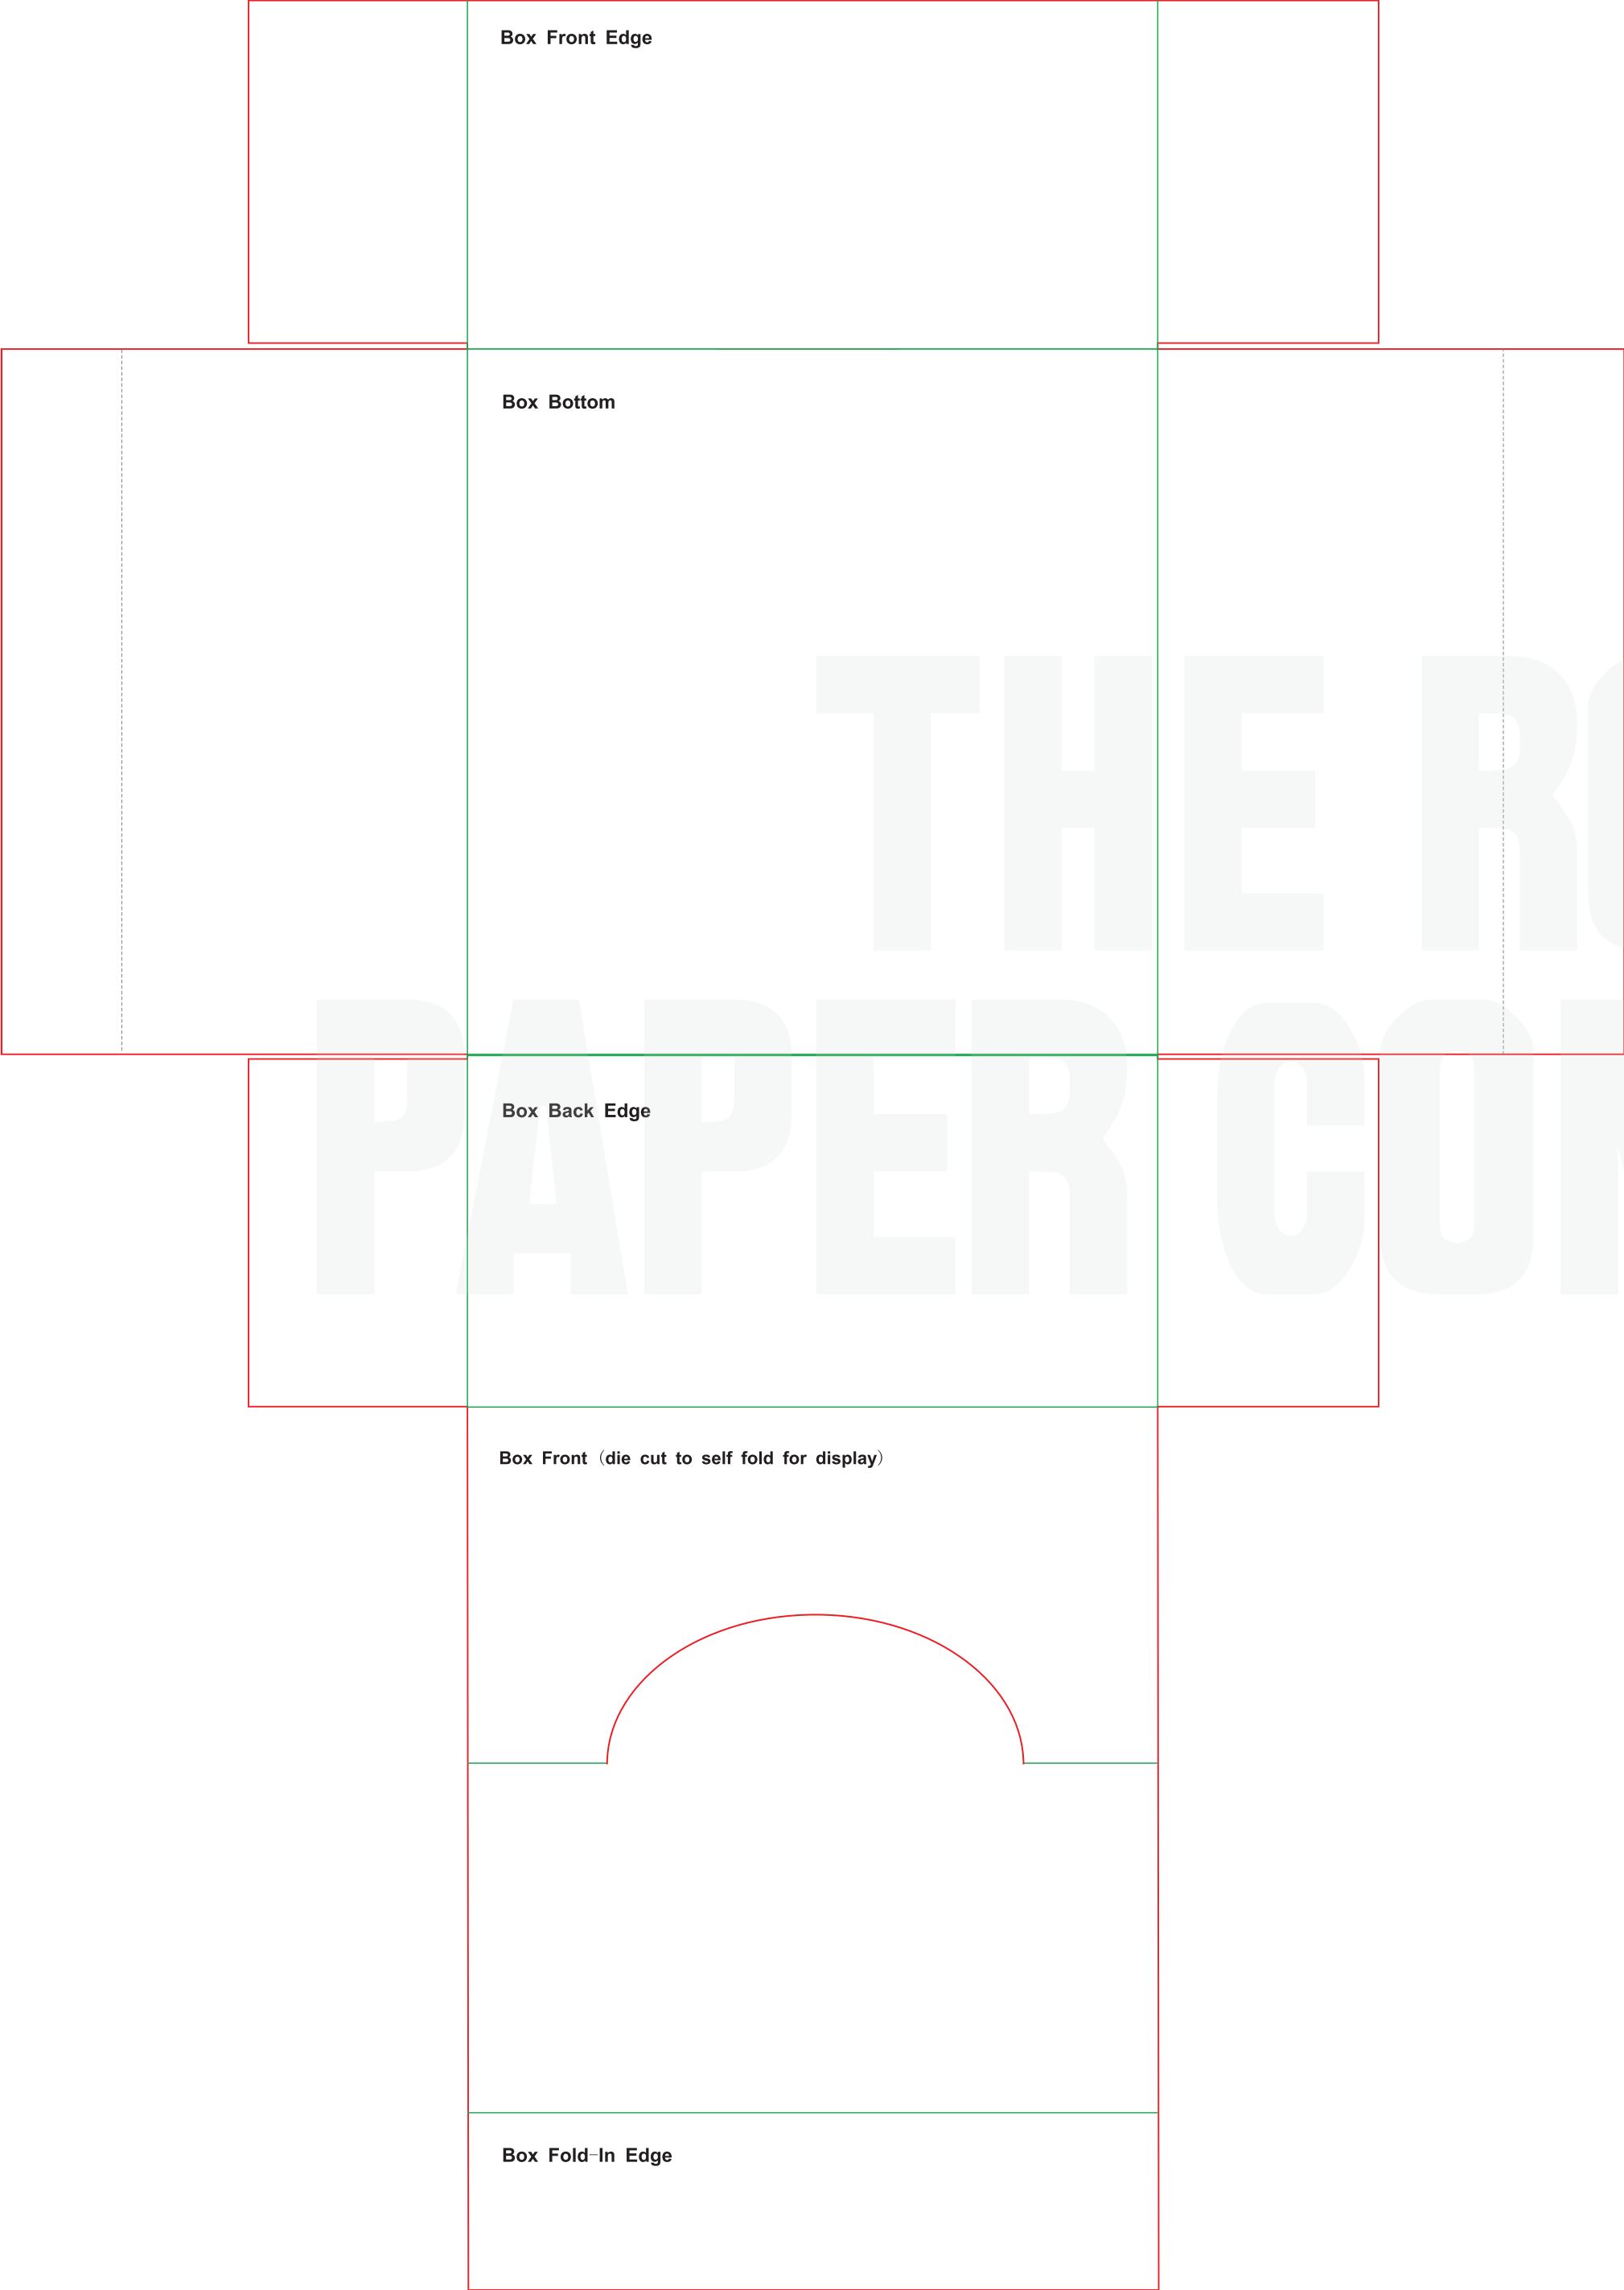 Box Front Edge
Box Bottom
THE
PAPER
Box Back Edge
Box Front (die cut to self fold for display)
Box Fold-In Edge